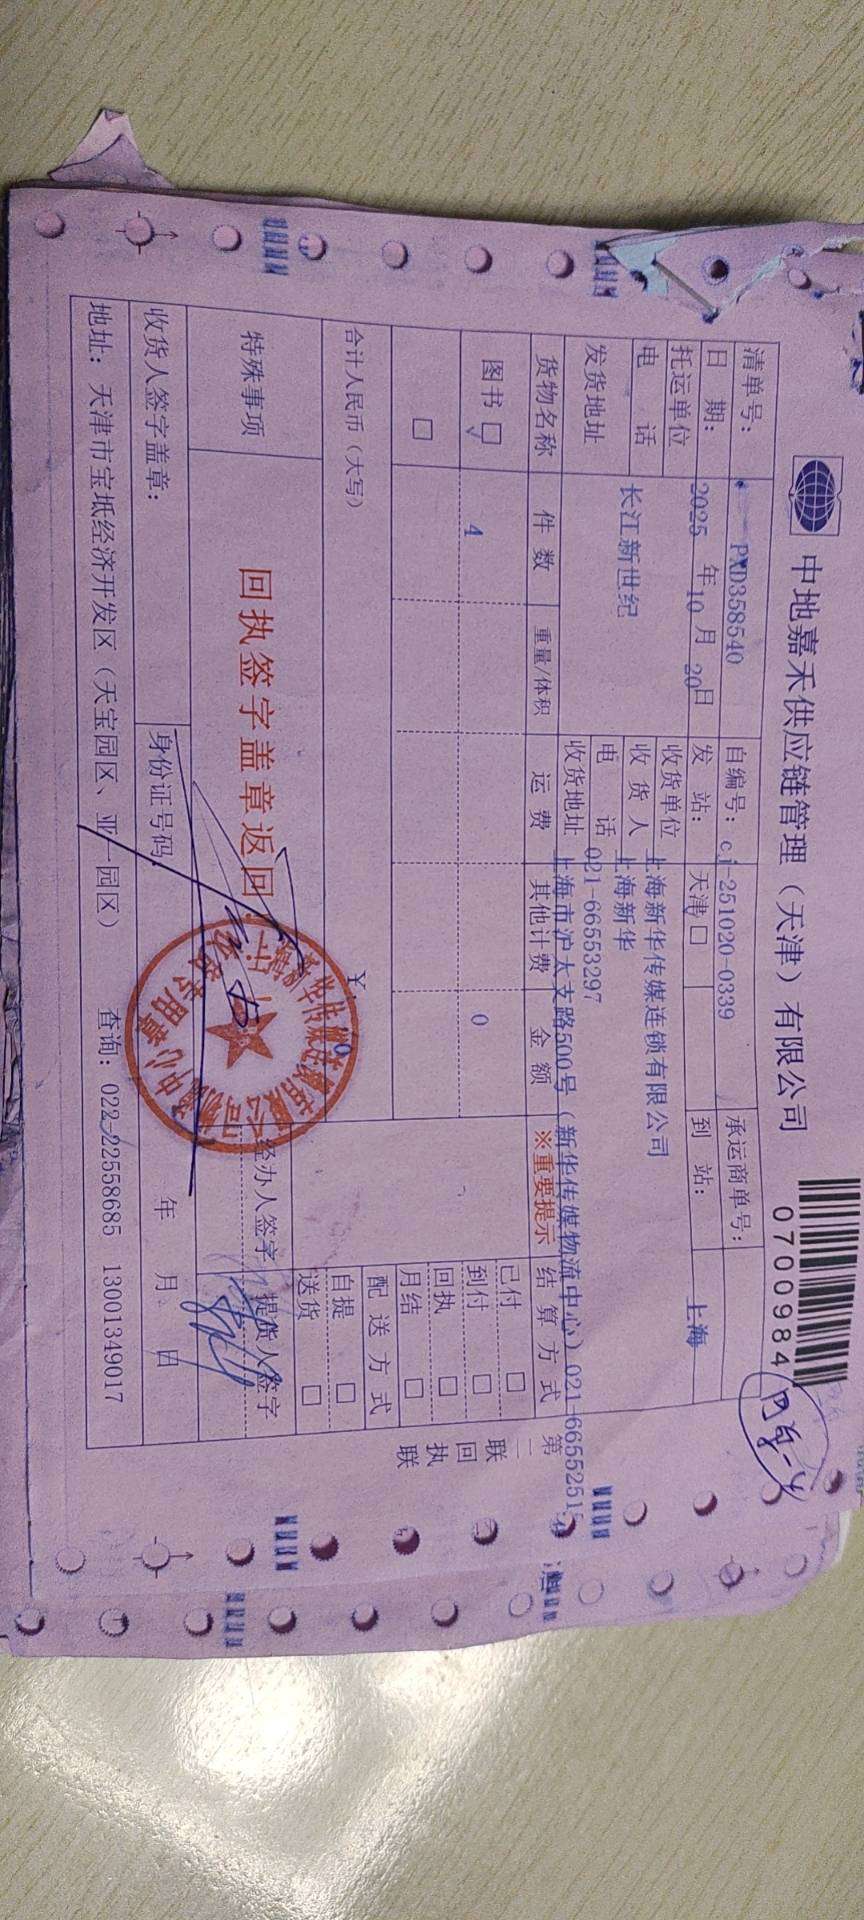 中地嘉禾供应链管理（天津）有限公司
0700984
清单号： PXD358540 自编号： cj-251020-0339 承运商单号：
日 期： 2025 年 10 月 20 日 发 站： 天津 □ 到 站： 上海
托运单位 收货单位 上海新华传媒连锁有限公司
长江新世纪 收 货 人 上海新华
电 话 电 话 021-66553297
发货地址 收货地址 上海市沪太支路500号（新华传媒物流中心）021-6655251
货物名称 件 数 重量/体积 运 费 其他计费 金 额 ※重要提示 结 算 方 式
图书 □ √ 4 0 已付 □
到付 □
□ 回执 □
月结 □
合计人民币（大写） ¥ 0 配 送 方 式
自提 □
送货 □
特殊事项 回执签字盖章返回 经办人签字 提货人签字
收货人签字盖章： 身份证号码 年 月 日
地址：天津市宝坻经济开发区（天宝园区、亚一园区） 查询：022-22558685 13001349017
第二联 回执联